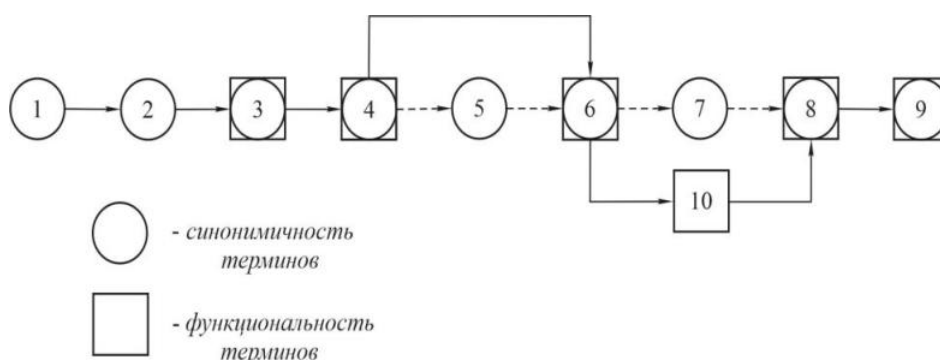 1 2 3 4 5 6 7 8 9
10
- синонимичность
терминов
- функциональность
терминов